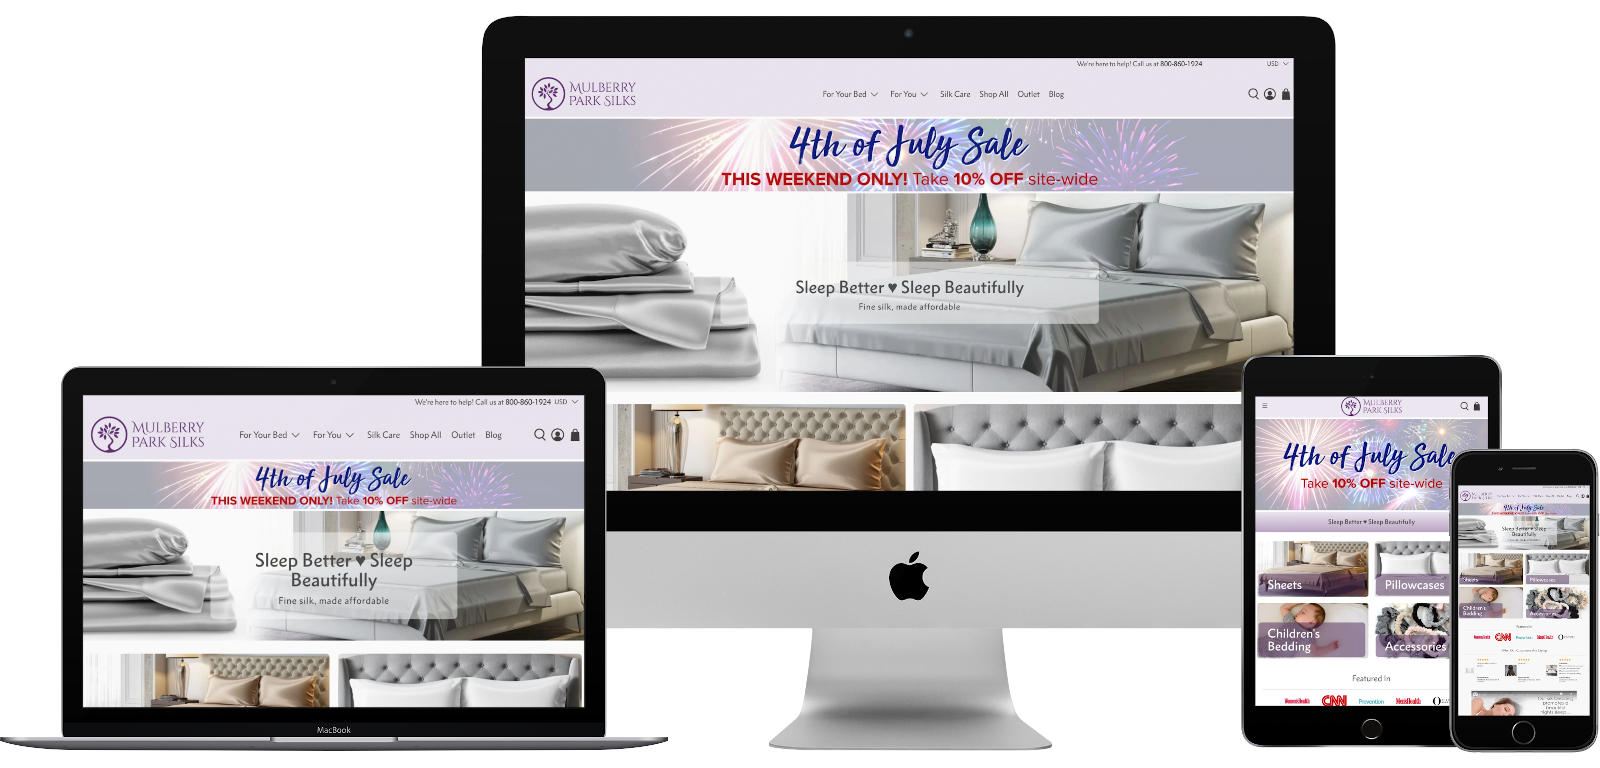 We're here to help! Call us at 800-860-1924
USD
MULBERRY
PARK SILKS
For Your Bed
For You
Silk Care
Shop All
Outlet
Blog
4th of July Sale
THIS WEEKEND ONLY! Take 10% OFF site-wide
Sleep Better ♥ Sleep Beautifully
Fine silk, made affordable
We're here to help! Call us at 800-860-1924 USD
MULBERRY
PARK SILKS
For Your Bed
For You
Silk Care
Shop All
Outlet
Blog
4th of July Sale
THIS WEEKEND ONLY! Take 10% OFF site-wide
Sleep Better ♥ Sleep
Beautifully
Fine silk, made affordable
MacBook
MULBERRY
PARK SILKS
4th of July Sale
Take 10% OFF site-wide
Sleep Better ♥ Sleep Beautifully
Sheets
Pillowcases
Children's
Bedding
Accessories
Featured In
Women'sHealth
CNN
Prevention
Men'sHealth
4th of July Sale
Sleep Better ♥ Sleep
Beautifully
Sheets
Pillowcases
Children's
Bedding
Accessories
CNN